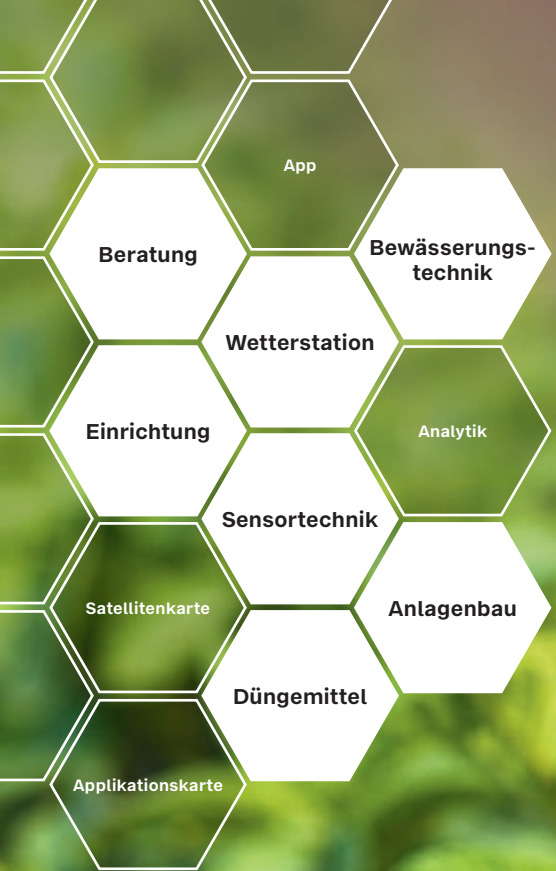 App
Beratung
Bewässerungs-
technik
Wetterstation
Einrichtung
Analytik
Sensortechnik
Satellitenkarte
Anlagenbau
Düngemittel
Applikationskarte